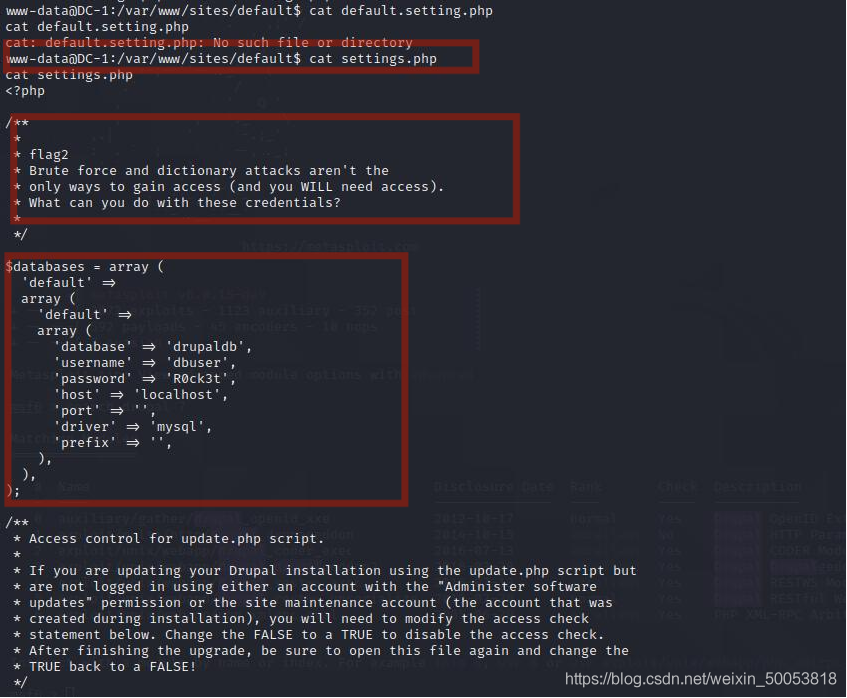 www-data@DC-1:/var/www/sites/default$ cat default.setting.php
cat default.setting.php
cat: default.setting.php: No such file or directory
www-data@DC-1:/var/www/sites/default$ cat settings.php
cat settings.php
<?php

/**
 *
 * flag2
 * Brute force and dictionary attacks aren't the
 * only ways to gain access (and you WILL need access).
 * What can you do with these credentials?
 *
 */

$databases = array (
  'default' =>
  array (
    'default' =>
    array (
      'database' => 'drupaldb',
      'username' => 'dbuser',
      'password' => 'R0ck3t',
      'host' => 'localhost',
      'port' => '',
      'driver' => 'mysql',
      'prefix' => '',
    ),
  ),
);

/**
 * Access control for update.php script.
 *
 * If you are updating your Drupal installation using the update.php script but
 * are not logged in using either an account with the "Administer software
 * updates" permission or the site maintenance account (the account that was
 * created during installation), you will need to modify the access check
 * statement below. Change the FALSE to a TRUE to disable the access check.
 * After finishing the upgrade, be sure to open this file again and change the
 * TRUE back to a FALSE!
 */
https://blog.csdn.net/weixin_50053818